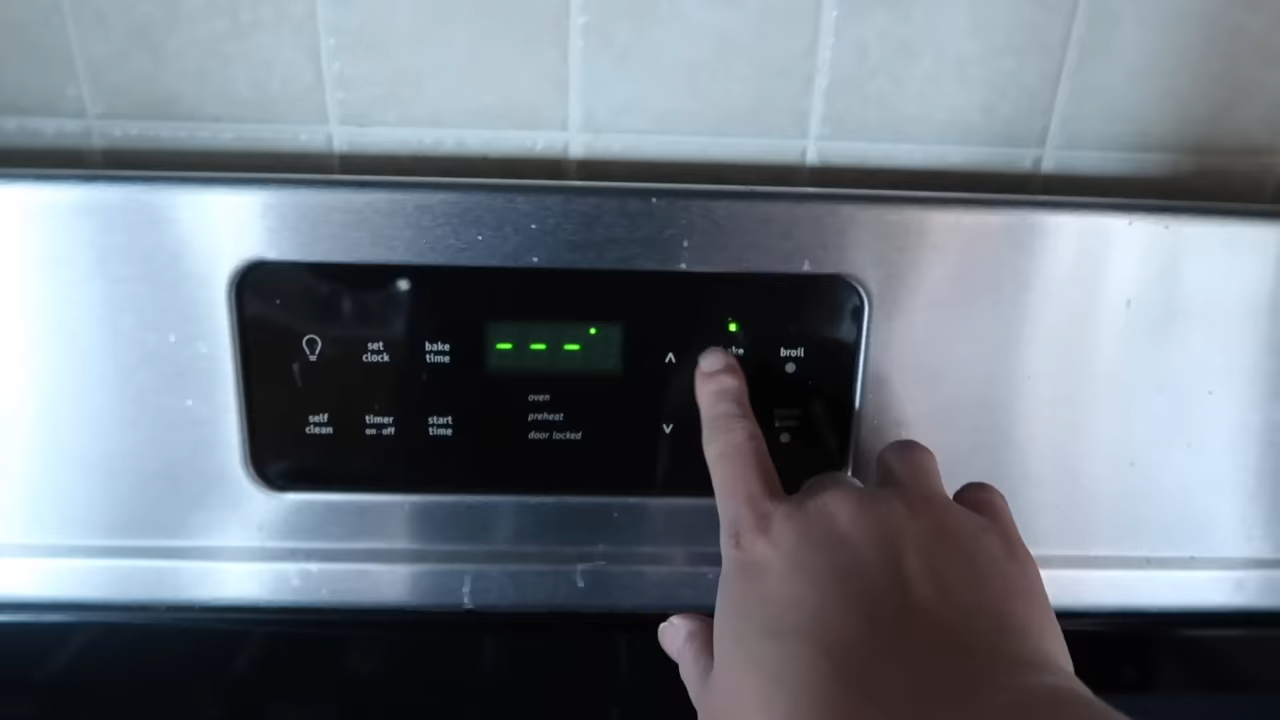 set
clock
bake
time
- - -
broil
self
clean
timer
on · off
start
time
oven
preheat
door locked